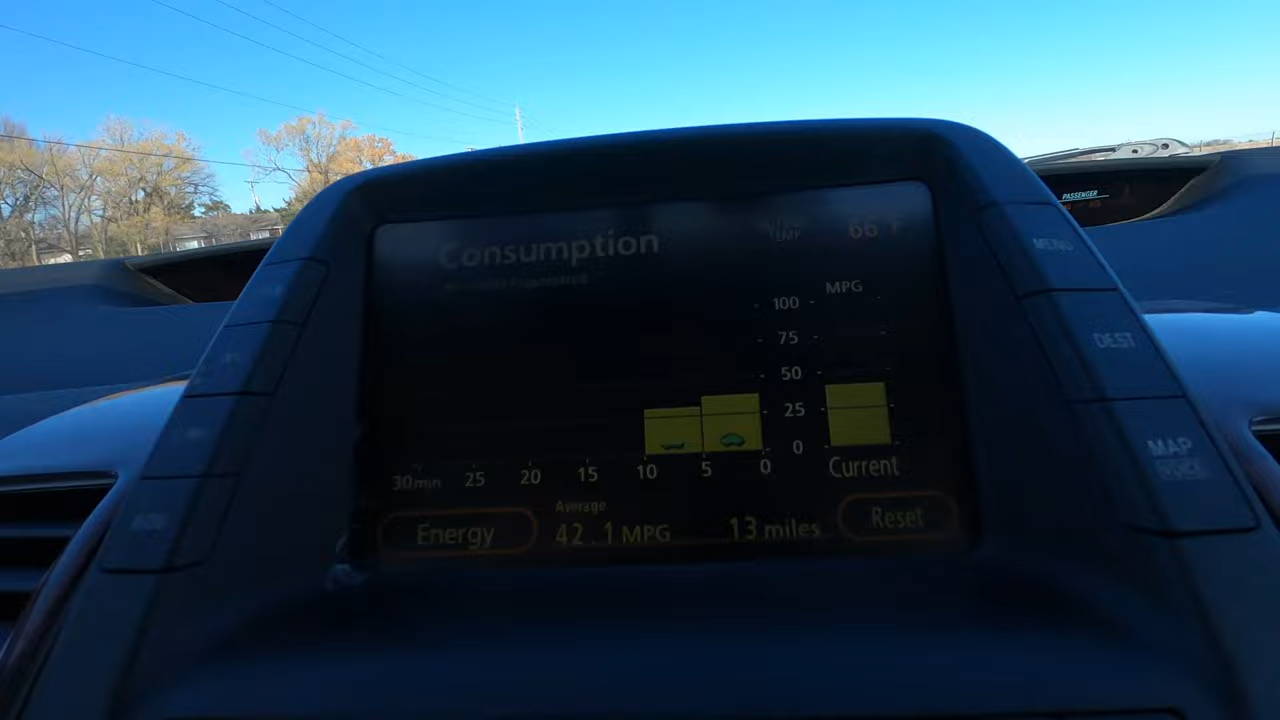 PASSENGER
Consumption
66 F
MENU
MPG
100
75
DEST
50
25
0
MAP
30min 25 20 15 10 5 0
Current
Energy
Average
42.1 MPG
13 miles
Reset